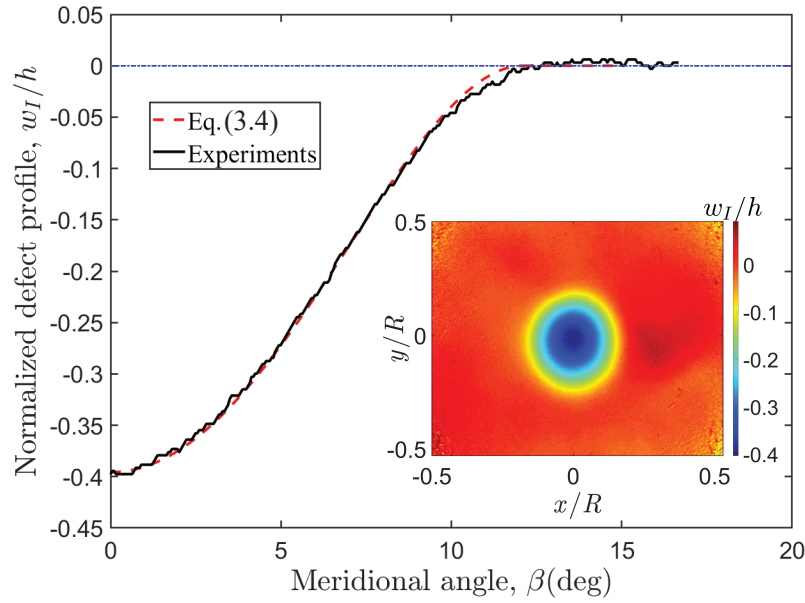 0.05
0
-0.05
-0.1
-0.15
-0.2
-0.25
-0.3
-0.35
-0.4
-0.45
Normalized defect profile, w_I/h
Eq.(3.4)
Experiments
w_I/h
0.5
0
-0.5
y/R
0
-0.1
-0.2
-0.3
-0.4
-0.5 0 0.5
x/R
0 5 10 15 20
Meridional angle, β(deg)